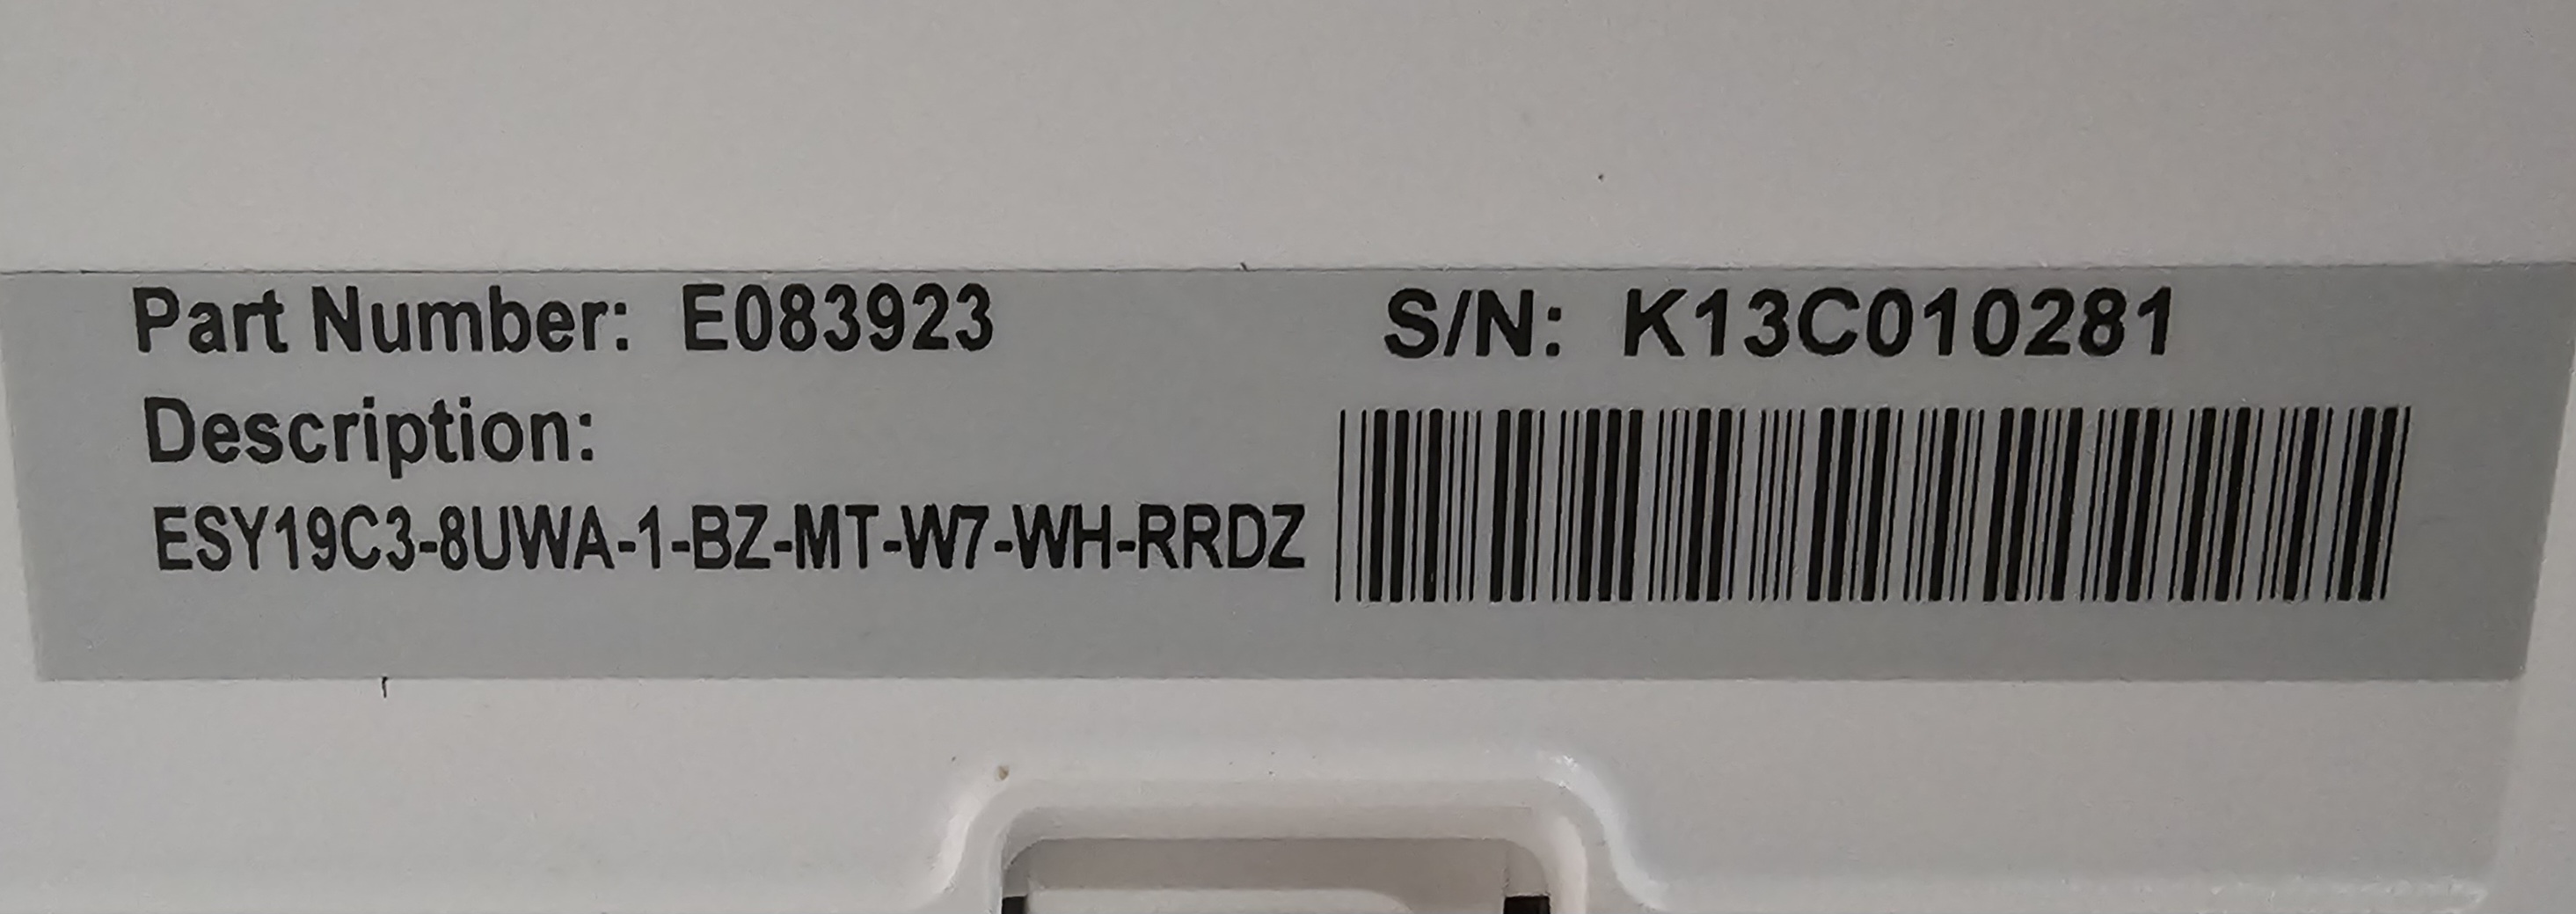 Part Number: E083923
S/N: K13C010281
Description:
ESY19C3-8UWA-1-BZ-MT-W7-WH-RRDZ